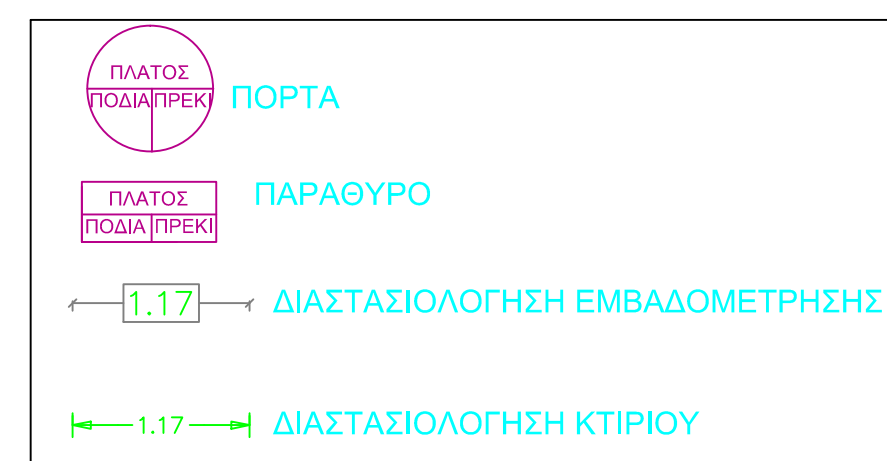 ΠΛΑΤΟΣ
ΠΟΔΙΑ ΠΡΕΚΙ
ΠΟΡΤΑ
ΠΛΑΤΟΣ
ΠΟΔΙΑ ΠΡΕΚΙ
ΠΑΡΑΘΥΡΟ
1.17 ΔΙΑΣΤΑΣΙΟΛΟΓΗΣΗ ΕΜΒΑΔΟΜΕΤΡΗΣΗΣ
1.17 ΔΙΑΣΤΑΣΙΟΛΟΓΗΣΗ ΚΤΙΡΙΟΥ